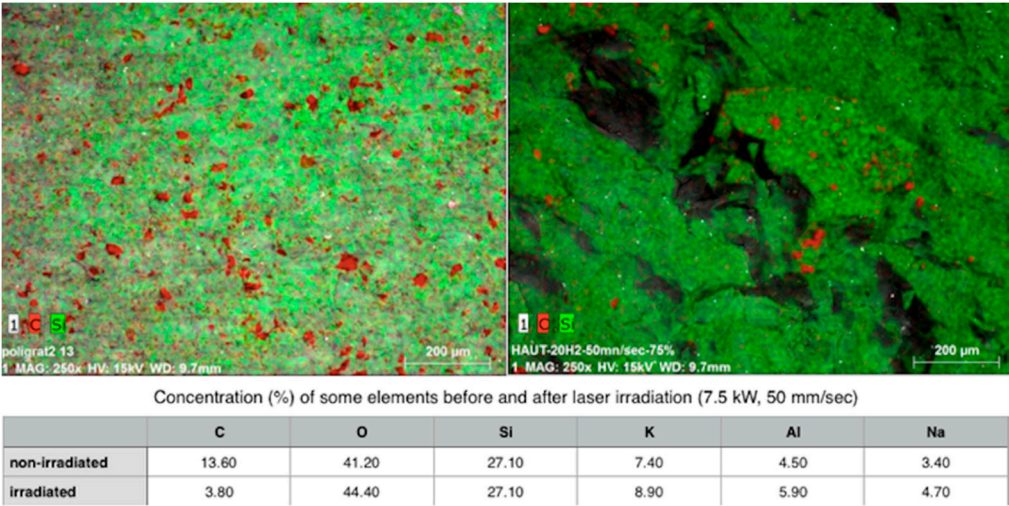 1 C Si
poligrat2 13
200 µm
1 MAG: 250x HV: 15kV WD: 9.7mm
1 C Si
HAUT-20H2-50mn/sec-75%
200 µm
1 MAG: 250x HV: 15kV WD: 9.7mm
Concentration (%) of some elements before and after laser irradiation (7.5 kW, 50 mm/sec)
C O Si K Al Na
non-irradiated 13.60 41.20 27.10 7.40 4.50 3.40
irradiated 3.80 44.40 27.10 8.90 5.90 4.70